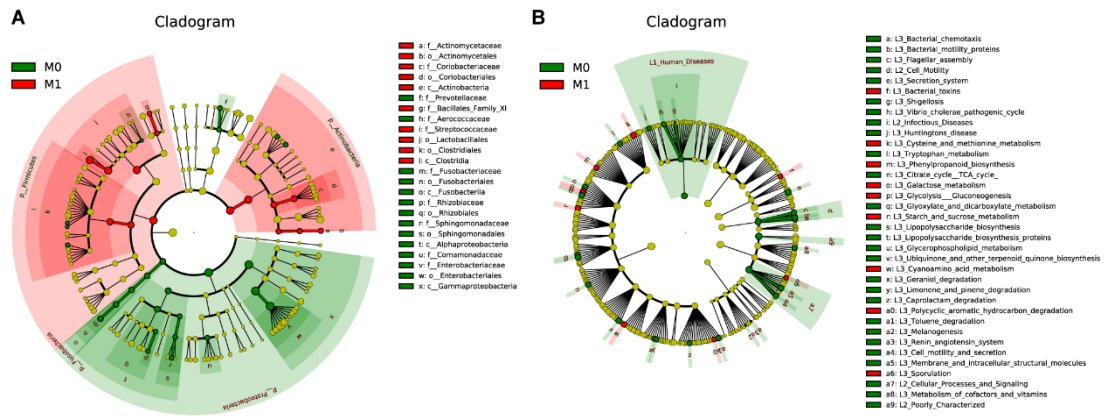 A
Cladogram
M0
M1
p__Firmicutes
p__Actinobacteria
p__Fusobacteria
p__Proteobacteria
a: f__Actinomycetaceae
b: o__Actinomycetales
c: f__Coriobacteriaceae
d: o__Coriobacteriales
e: c__Actinobacteria
f: f__Prevotellaceae
g: f__Bacillales_Family_XI
h: f__Aerococcaceae
i: f__Streptococcaceae
j: o__Lactobacillales
k: o__Clostridiales
l: c__Clostridia
m: f__Fusobacteriaceae
n: o__Fusobacteriales
o: c__Fusobacteriia
p: f__Rhizobiaceae
q: o__Rhizobiales
r: f__Sphingomonadaceae
s: o__Sphingomonadales
t: c__Alphaproteobacteria
u: f__Comamonadaceae
v: f__Enterobacteriaceae
w: o__Enterobacteriales
x: c__Gammaproteobacteria
B
Cladogram
M0
M1
L1_Human_Diseases
a: L3_Bacterial_chemotaxis
b: L3_Bacterial_motility_proteins
c: L3_Flagellar_assembly
d: L2_Cell_Motility
e: L3_Secretion_system
f: L3_Bacterial_toxins
g: L3_Shigellosis
h: L3_Vibrio_cholerae_pathogenic_cycle
i: L2_Infectious_Diseases
j: L3_Huntingtons_disease
k: L3_Cysteine_and_methionine_metabolism
l: L3_Tryptophan_metabolism
m: L3_Phenylpropanoid_biosynthesis
n: L3_Citrate_cycle__TCA_cycle_
o: L3_Galactose_metabolism
p: L3_Glycolysis___Gluconeogenesis
q: L3_Glyoxylate_and_dicarboxylate_metabolism
r: L3_Starch_and_sucrose_metabolism
s: L3_Lipopolysaccharide_biosynthesis
t: L3_Lipopolysaccharide_biosynthesis_proteins
u: L3_Glycerophospholipid_metabolism
v: L3_Ubiquinone_and_other_terpenoid_quinone_biosynthesis
w: L3_Cyanoamino_acid_metabolism
x: L3_Geraniol_degradation
y: L3_Limonene_and_pinene_degradation
z: L3_Caprolactam_degradation
a0: L3_Polycyclic_aromatic_hydrocarbon_degradation
a1: L3_Toluene_degradation
a2: L3_Melanogenesis
a3: L3_Renin_angiotensin_system
a4: L3_Cell_motility_and_secretion
a5: L3_Membrane_and_intracellular_structural_molecules
a6: L3_Sporulation
a7: L2_Cellular_Processes_and_Signaling
a8: L3_Metabolism_of_cofactors_and_vitamins
a9: L2_Poorly_Characterized